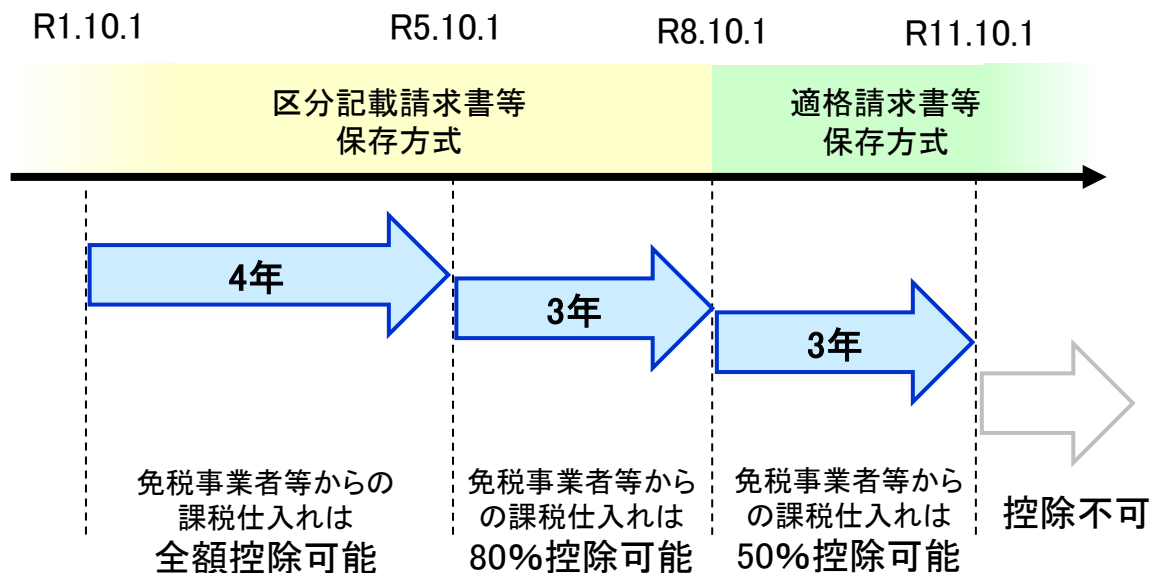 R1.10.1
R5.10.1
R8.10.1
R11.10.1
区分記載請求書等
保存方式
適格請求書等
保存方式
4年
3年
3年
免税事業者等からの
課税仕入れは
全額控除可能
免税事業者等から
の課税仕入れは
80%控除可能
免税事業者等から
の課税仕入れは
50%控除可能
控除不可